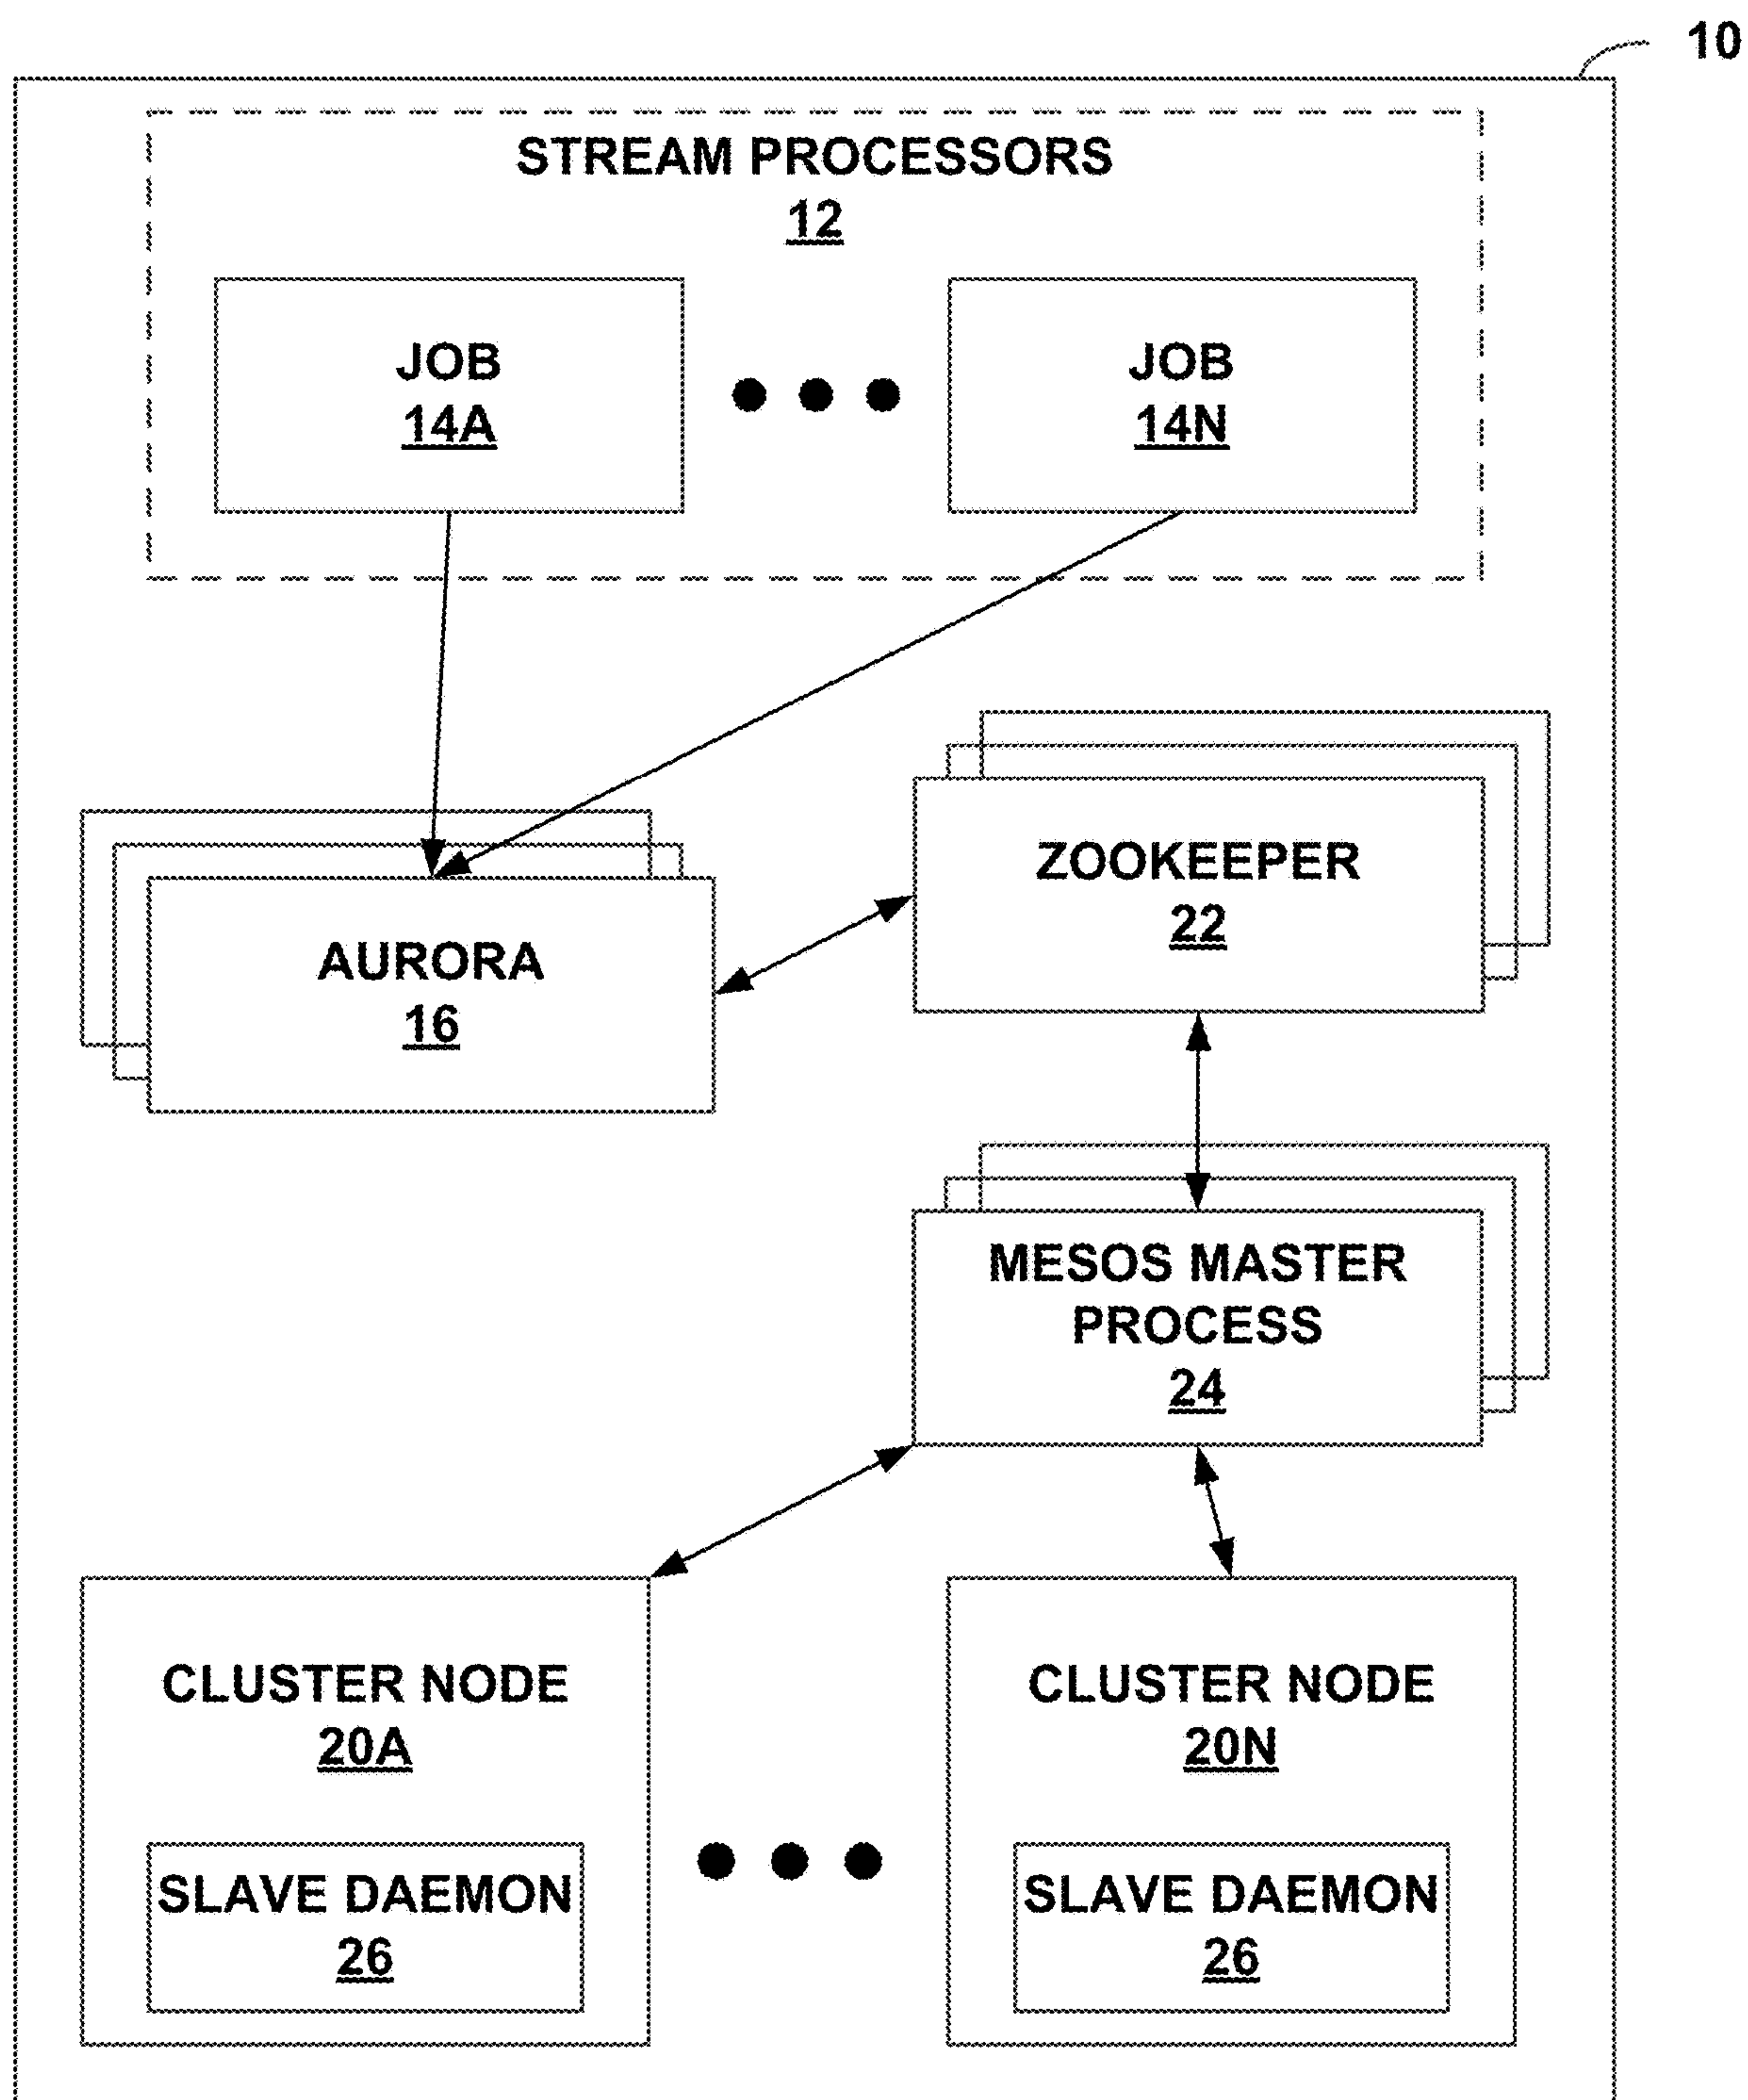 10
STREAM PROCESSORS
12
JOB
14A
JOB
14N
ZOOKEEPER
22
AURORA
16
MESOS MASTER
PROCESS
24
CLUSTER NODE
20A
CLUSTER NODE
20N
SLAVE DAEMON
26
SLAVE DAEMON
26